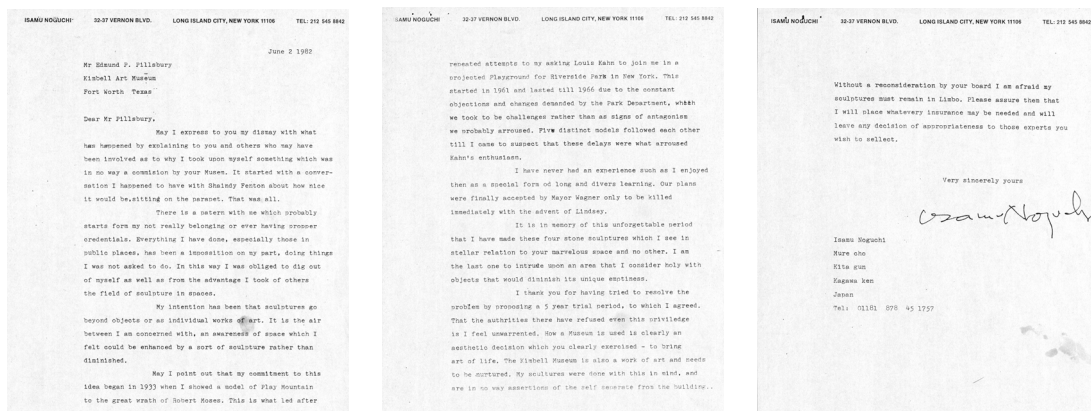 ISAMU NOGUCHI 32-37 VERNON BLVD. LONG ISLAND CITY, NEW YORK 11106 TEL: 212 545 8842
June 2 1982
Mr Edmund P. Pillsbury
Kimbell Art Museum
Fort Worth Texas
Dear Mr Pillsbury,
May I express to you my dismay with what
has happened by explaining to you and others who may have
been involved as to why I took upon myself something which was
in no way a commision by your Musem. It started with a conver-
sation I happened to have with Shaindy Fenton about how nice
it would be.sitting on the parapet. That was all.
There is a patern with me which probably
starts form my not really belonging or ever having propper
credentials. Everything I have done, especially those in
public places, has been a imposition on my part, doing things
I was not asked to do. In this way I was obliged to dig out
of myself as well as from the advantage I took of others
the field of sculpture in spaces.
My intention has been that sculptures go
beyond objects or as individual works of art. It is the air
between I am concerned with, an awareness of space which I
felt could be enhanced by a sort of sculpture rather than
diminished.
May I point out that my commitment to this
idea began in 1933 when I showed a model of Play Mountain
to the great wrath of Robert Moses. This is what led after
ISAMU NOGUCHI 32-37 VERNON BLVD. LONG ISLAND CITY, NEW YORK 11106 TEL: 212 545 8842
repeated attempts to my asking Louis Kahn to join me in a
projected Playground for Riverside Park in New York. This
started in 1961 and lasted till 1966 due to the constant
objections and changes demanded by the Park Department, which
we took to be challenges rather than as signs of antagonism
we probably arroused. Five distinct models followed each other
till I came to suspect that these delays were what arroused
Kahn's enthusiasm.
I have never had an experience such as I enjoyed
then as a special form od long and divers learning. Our plans
were finally accepted by Mayor Wagner only to be killed
immediately with the advent of Lindsey.
It is in memory of this unforgettable period
that I have made these four stone sculptures which I see in
stellar relation to your marvelous space and no other. I am
the last one to intrude upon an area that I consider holy with
objects that would diminish its unique emptiness.
I thank you for having tried to resolve the
problem by proposing a 5 year trial period, to which I agreed.
That the authrities there have refused even this priviledge
is I feel unwarrented. How a Museum is used is clearly an
aesthetic decision which you clearly exercised - to bring
art of life. The Kimbell Museum is also a work of art and needs
to be nurtured. My scultures were done with this in mind, and
are in no way assertions of the self seperate from the building..
ISAMU NOGUCHI 32-37 VERNON BLVD. LONG ISLAND CITY, NEW YORK 11106 TEL: 212 545 8842
Without a reconsideration by your board I am afraid my
sculptures must remain in Limbo. Please assure them that
I will place whatevery insurance may be needed and will
leave any decision of appropriateness to those experts you
wish to sellect.
Very sincerely yours
Isamu Noguchi
Isamu Noguchi
Mure cho
Kita gun
Kagawa ken
Japan
Tel: 01181 878 45 1757